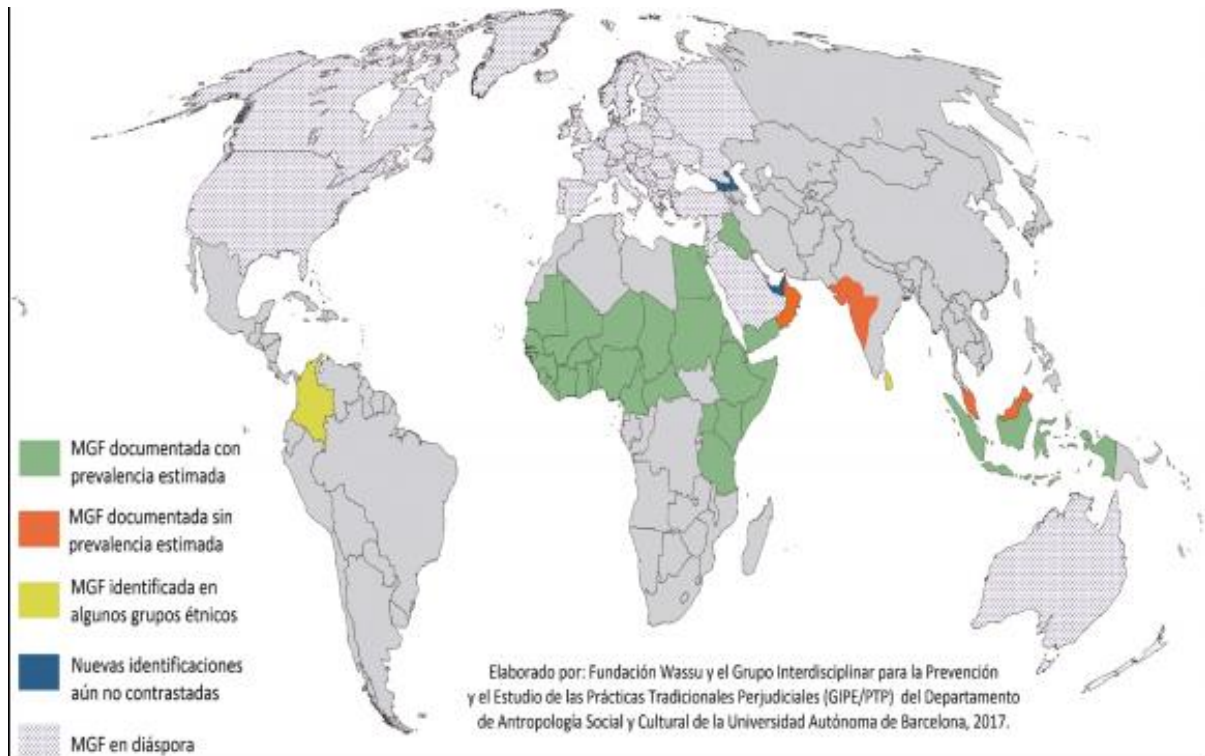 MGF documentada con
prevalencia estimada
MGF documentada sin
prevalencia estimada
MGF identificada en
algunos grupos étnicos
Nuevas identificaciones
aún no contrastadas
MGF en diáspora
Elaborado por: Fundación Wassu y el Grupo Interdisciplinar para la Prevención
y el Estudio de las Prácticas Tradicionales Perjudiciales (GIPE/PTP) del Departamento
de Antropología Social y Cultural de la Universidad Autónoma de Barcelona, 2017.